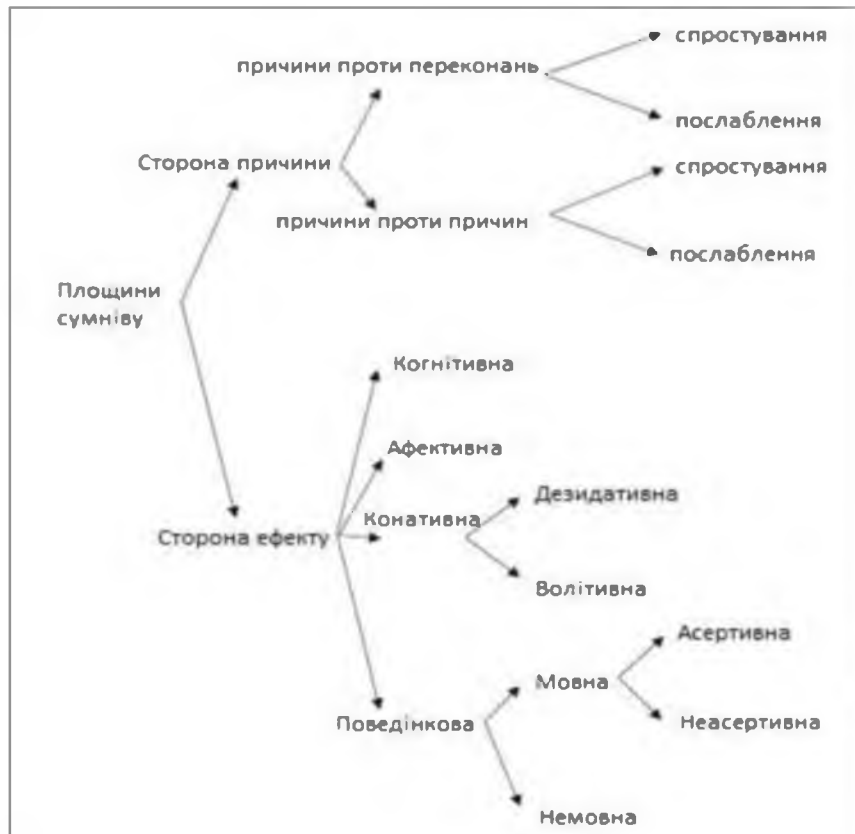 спростування
причини проти переконань
послаблення
Сторона причини
спростування
причини проти причин
послаблення
Площини
сумніву
Когнітивна
Афективна
Дезидативна
Конативна
Сторона ефекту
Волітивна
Асертивна
Мовна
Поведінкова
Неасертивна
Немовна